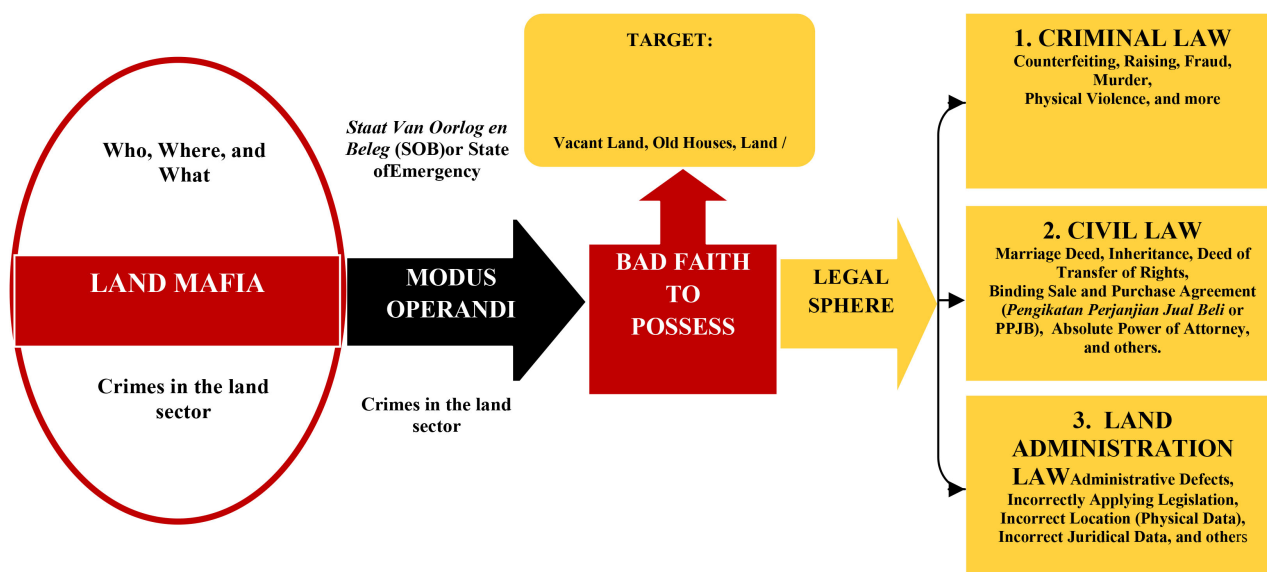 Who, Where, and
What
LAND MAFIA
Crimes in the land
sector
Staat Van Oorlog en
Beleg (SOB)or State
ofEmergency
MODUS
OPERANDI
Crimes in the land
sector
TARGET:
Vacant Land, Old Houses, Land /
BAD FAITH
TO
POSSESS
LEGAL
SPHERE
1. CRIMINAL LAW
Counterfeiting, Raising, Fraud,
Murder,
Physical Violence, and more
2. CIVIL LAW
Marriage Deed, Inheritance, Deed of
Transfer of Rights,
Binding Sale and Purchase Agreement
(Pengikatan Perjanjian Jual Beli or
PPJB), Absolute Power of Attorney,
and others.
3. LAND
ADMINISTRATION
LAWAdministrative Defects,
Incorrectly Applying Legislation,
Incorrect Location (Physical Data),
Incorrect Juridical Data, and others